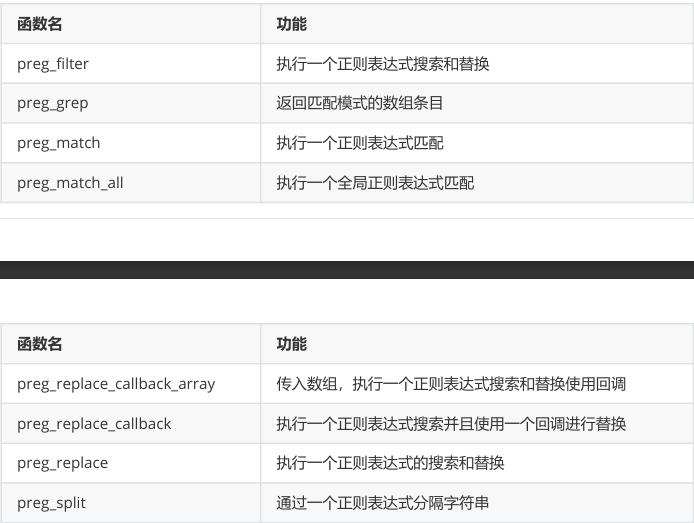 函数名 功能
preg_filter 执行一个正则表达式搜索和替换
preg_grep 返回匹配模式的数组条目
preg_match 执行一个正则表达式匹配
preg_match_all 执行一个全局正则表达式匹配
函数名 功能
preg_replace_callback_array 传入数组，执行一个正则表达式搜索和替换使用回调
preg_replace_callback 执行一个正则表达式搜索并且使用一个回调进行替换
preg_replace 执行一个正则表达式的搜索和替换
preg_split 通过一个正则表达式分隔字符串